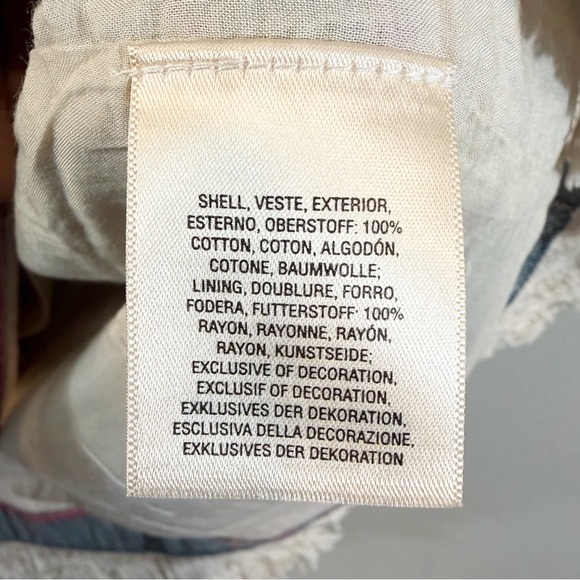 SHELL, VESTE, EXTERIOR,
ESTERNO, OBERSTOFF: 100%
COTTON, COTON, ALGODÓN,
COTONE, BAUMWOLLE;
LINING, DOUBLURE, FORRO,
FODERA, FUTTERSTOFF: 100%
RAYON, RAYONNE, RAYÓN,
RAYON, KUNSTSEIDE;
EXCLUSIVE OF DECORATION,
EXCLUSIF OF DECORATION,
EXKLUSIVES DER DEKORATION,
ESCLUSIVA DELLA DECORAZIONE,
EXKLUSIVES DER DEKORATION